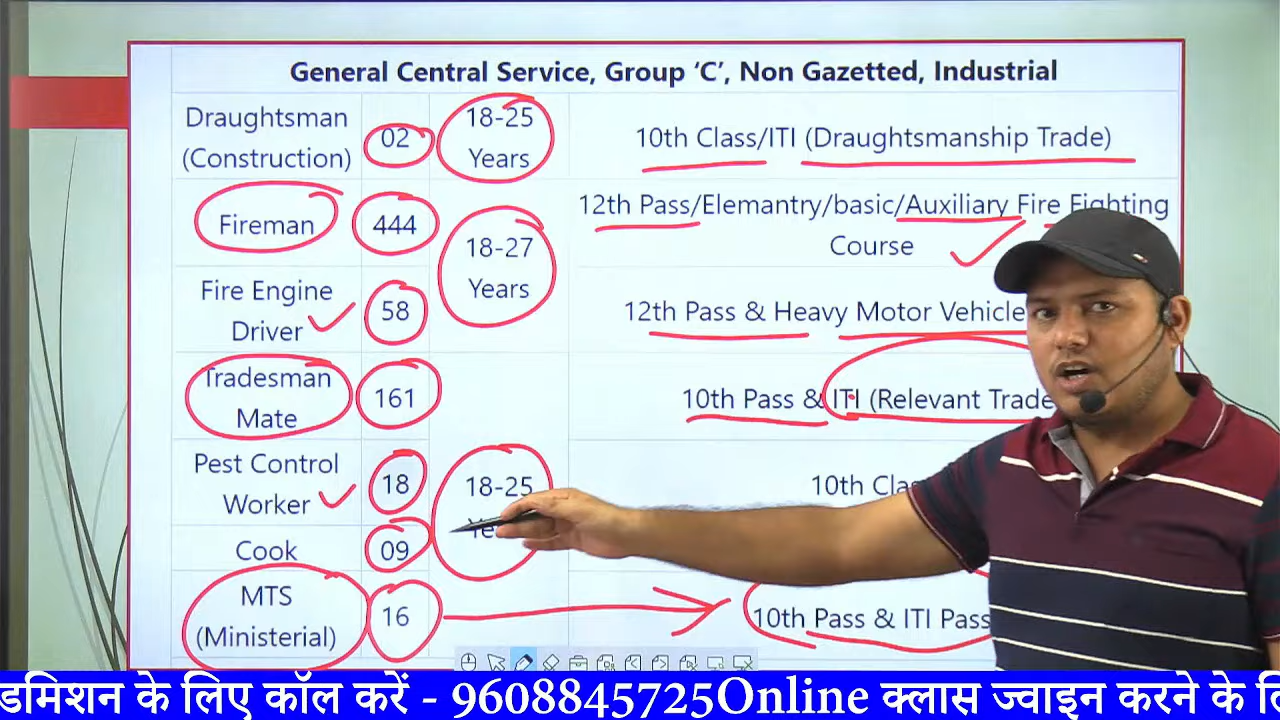 General Central Service, Group ‘C’, Non Gazetted, Industrial
Draughtsman
(Construction)
02
18-25
Years
10th Class/ITI (Draughtsmanship Trade)
Fireman
444
18-27
Years
12th Pass/Elemantry/basic/Auxiliary Fire Fighting
Course
Fire Engine
Driver
58
12th Pass & Heavy Motor Vehicle
Tradesman
Mate
161
10th Pass & ITI (Relevant Trade
Pest Control
Worker
18
18-25
10th
Cook
09
MTS
(Ministerial)
16
10th Pass & ITI Pass
डमिशन के लिए कॉल करें - 9608845725Online क्लास ज्वाइन करने के